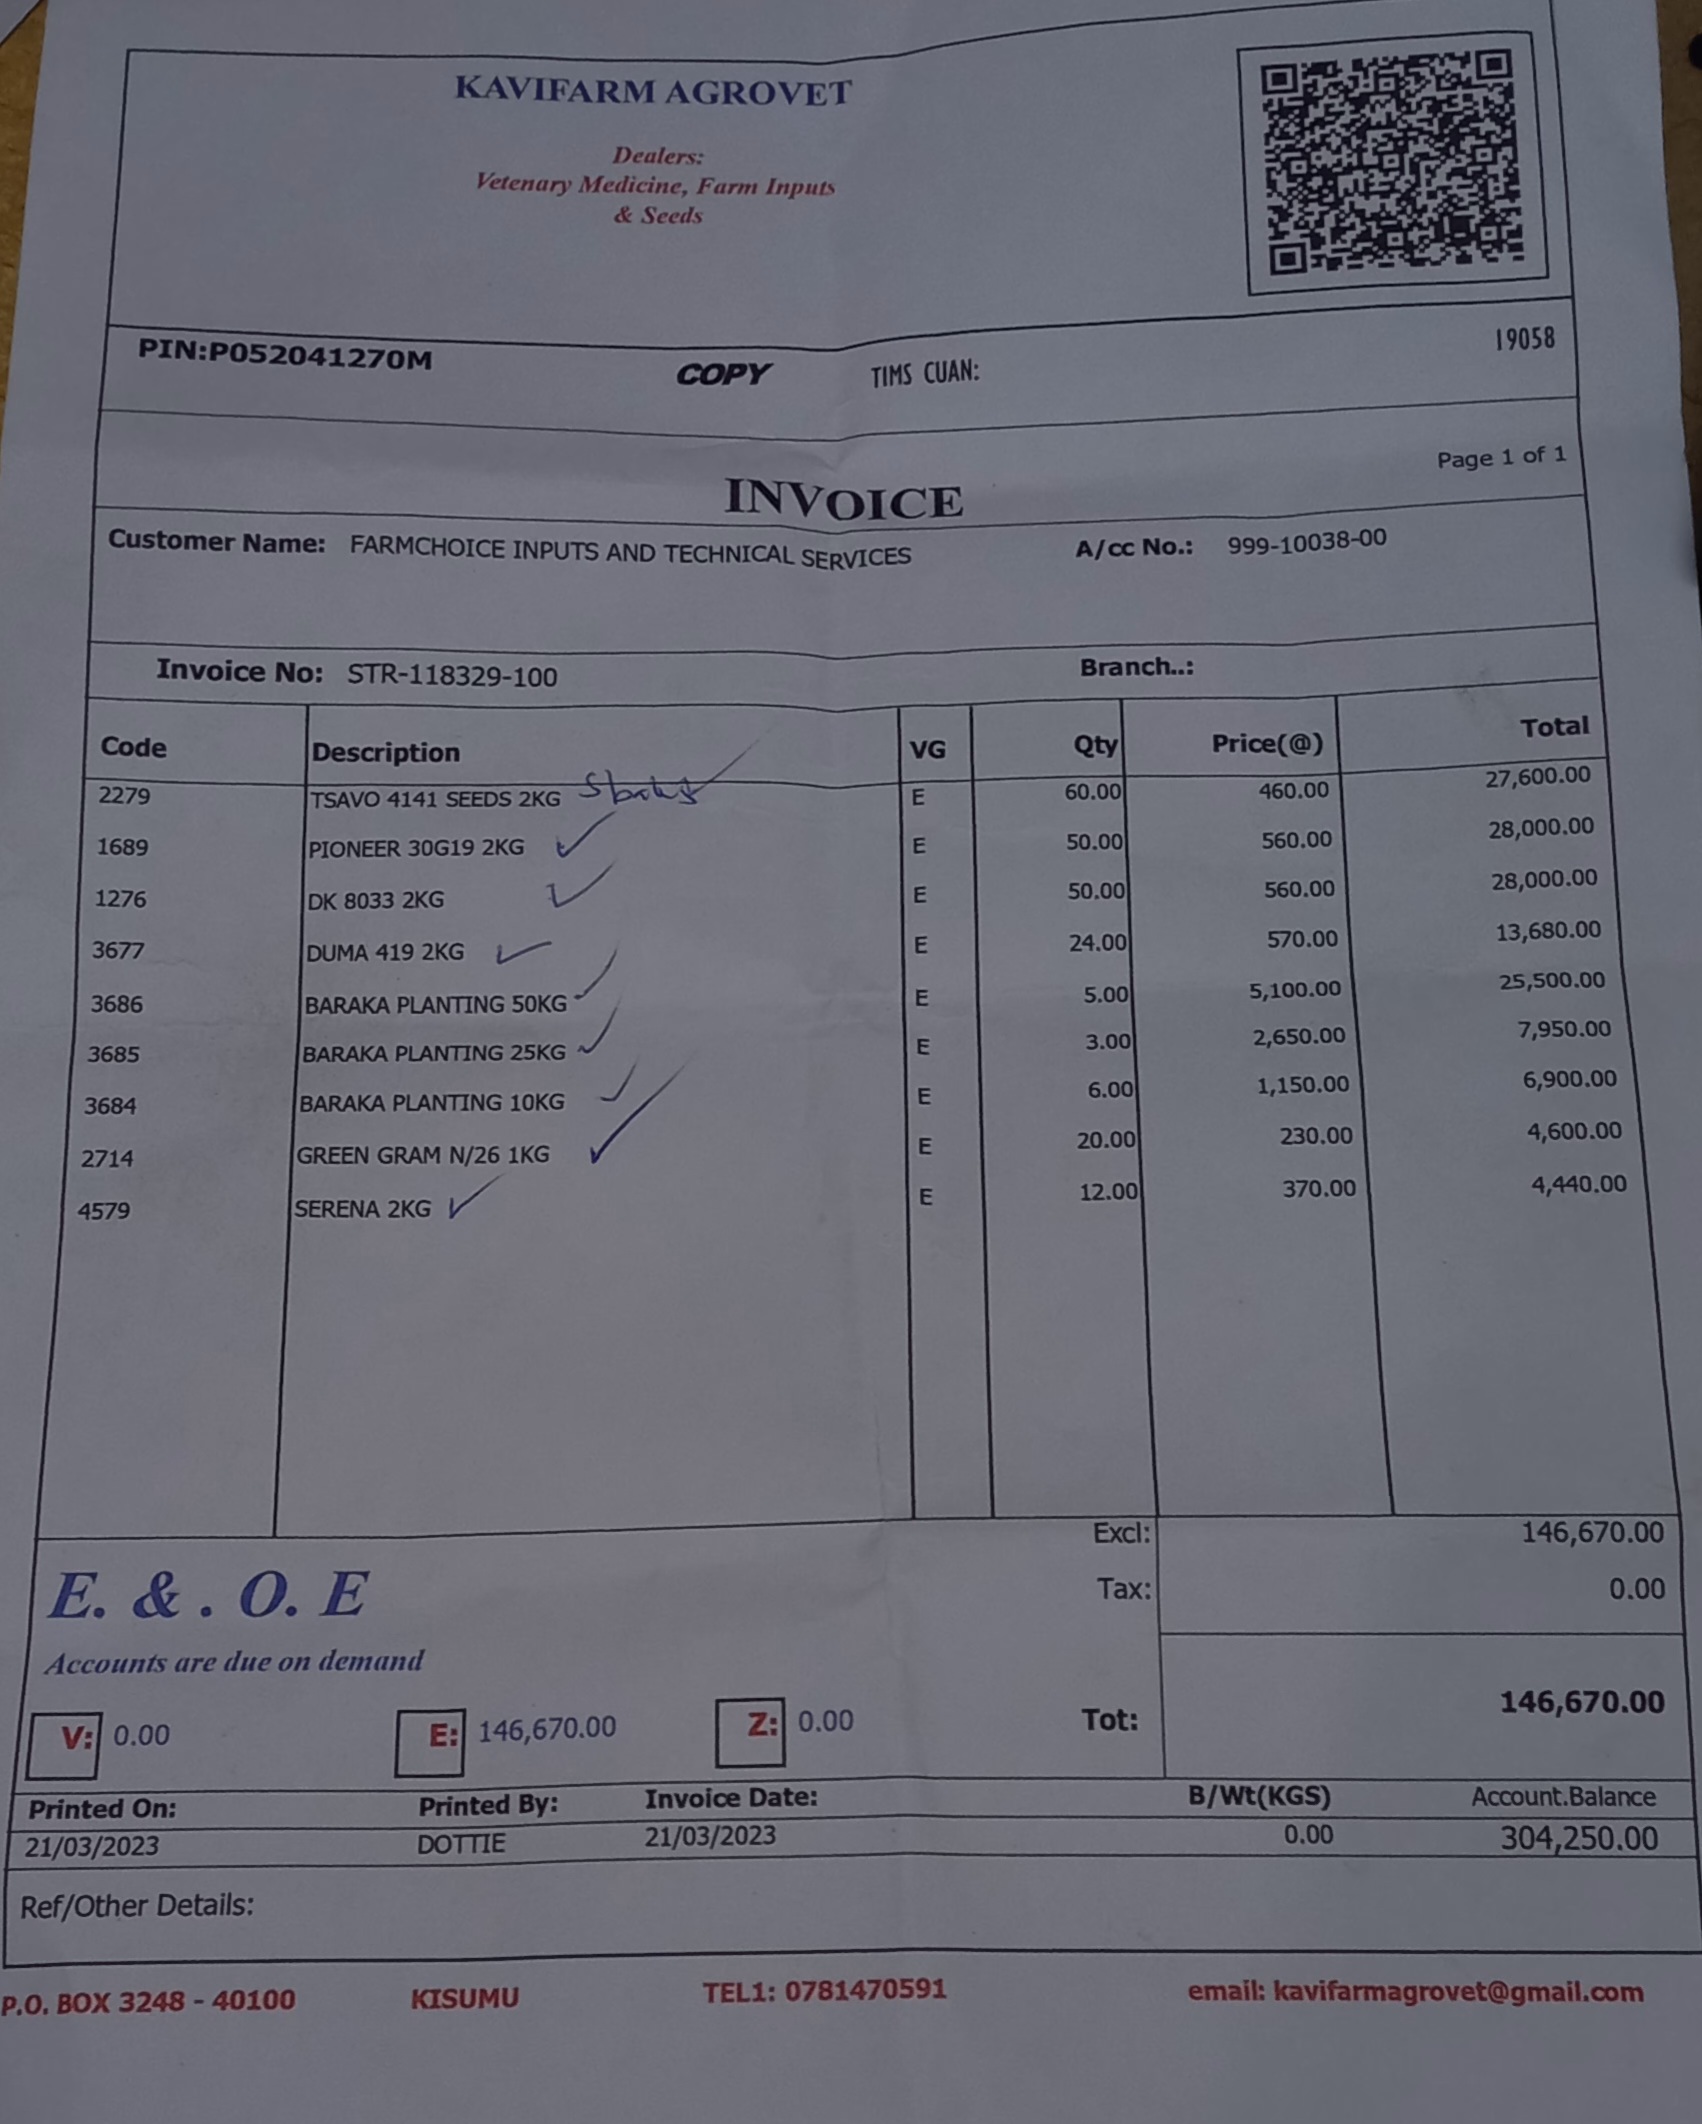 KAVIFARM AGROVET
Dealers:
Vetenary Medicine, Farm Inputs
& Seeds
19058
PIN:P052041270M COPY TIMS CUAN:
Page 1 of 1
INVOICE
Customer Name: FARMCHOICE INPUTS AND TECHNICAL SERVICES A/cc No.: 999-10038-00
Invoice No: STR-118329-100 Branch..:
Code Description VG Qty Price(@) Total
2279 TSAVO 4141 SEEDS 2KG E 60.00 460.00 27,600.00
1689 PIONEER 30G19 2KG E 50.00 560.00 28,000.00
1276 DK 8033 2KG E 50.00 560.00 28,000.00
3677 DUMA 419 2KG E 24.00 570.00 13,680.00
3686 BARAKA PLANTING 50KG E 5.00 5,100.00 25,500.00
3685 BARAKA PLANTING 25KG E 3.00 2,650.00 7,950.00
3684 BARAKA PLANTING 10KG E 6.00 1,150.00 6,900.00
2714 GREEN GRAM N/26 1KG E 20.00 230.00 4,600.00
4579 SERENA 2KG E 12.00 370.00 4,440.00
Excl: 146,670.00
E. & . O. E Tax: 0.00
Accounts are due on demand
V: 0.00 E: 146,670.00 Z: 0.00 Tot: 146,670.00
Printed On: Printed By: Invoice Date: B/Wt(KGS) Account.Balance
21/03/2023 DOTTIE 21/03/2023 0.00 304,250.00
Ref/Other Details:
P.O. BOX 3248 - 40100 KISUMU TEL1: 0781470591 email: kavifarmagrovet@gmail.com